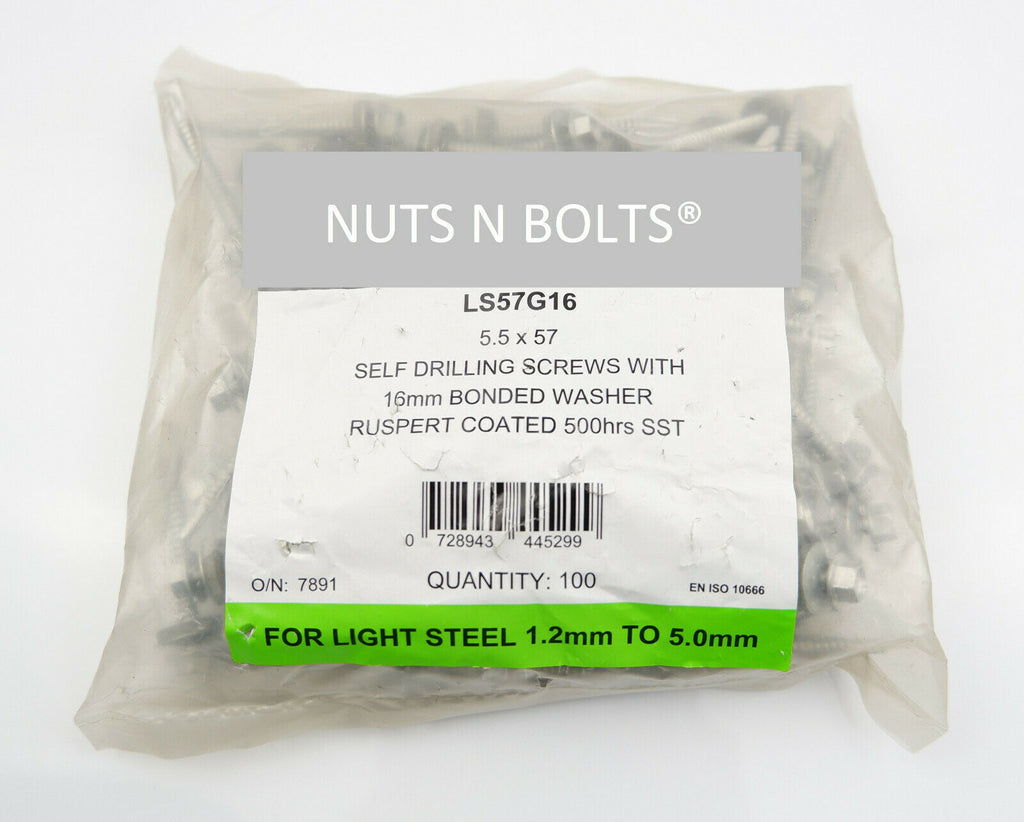 NUTS N BOLTS®
LS57G16
5.5 x 57
SELF DRILLING SCREWS WITH
16mm BONDED WASHER
RUSPERT COATED 500hrs SST
0 728943 445299
O/N: 7891 QUANTITY: 100 EN ISO 10666
FOR LIGHT STEEL 1.2mm TO 5.0mm